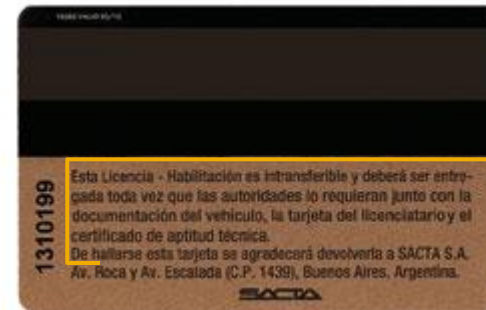 1310199
Esta Licencia - Habilitación es intransferible y deberá ser entre-
gada toda vez que las autoridades lo requieran junto con la
documentación del vehículo, la tarjeta del licenciatario y el
certificado de aptitud técnica.
De hallarse esta tarjeta se agradecerá devolverla a SACTA S.A.
Av. Roca y Av. Escalada (C.P. 1439), Buenos Aires, Argentina.
SACTA